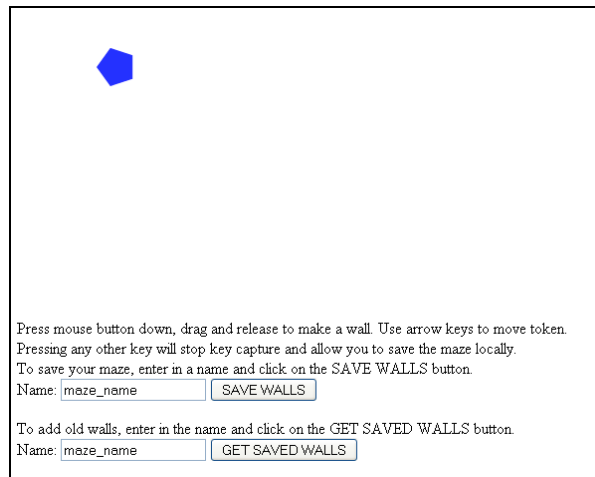 Press mouse button down, drag and release to make a wall. Use arrow keys to move token.
Pressing any other key will stop key capture and allow you to save the maze locally.
To save your maze, enter in a name and click on the SAVE WALLS button.
Name: maze_name SAVE WALLS
To add old walls, enter in the name and click on the GET SAVED WALLS button.
Name: maze_name GET SAVED WALLS